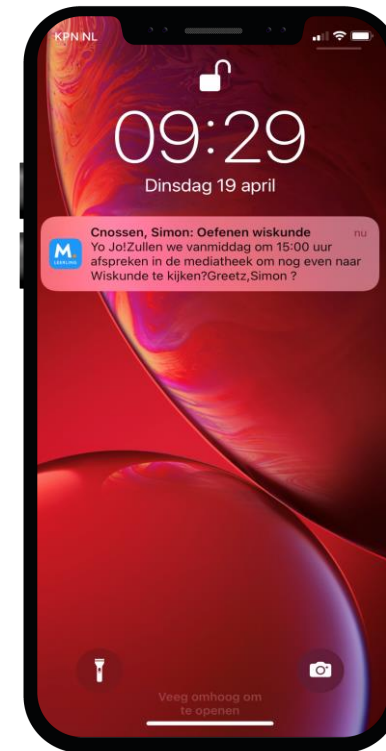 KPN NL
09:29
Dinsdag 19 april
Cnossen, Simon: Oefenen wiskunde nu
Yo Jo!Zullen we vanmiddag om 15:00 uur
afspreken in de mediatheek om nog even naar
Wiskunde te kijken?Greetz,Simon ?
M.
LEERLING
Veeg omhoog om
te openen